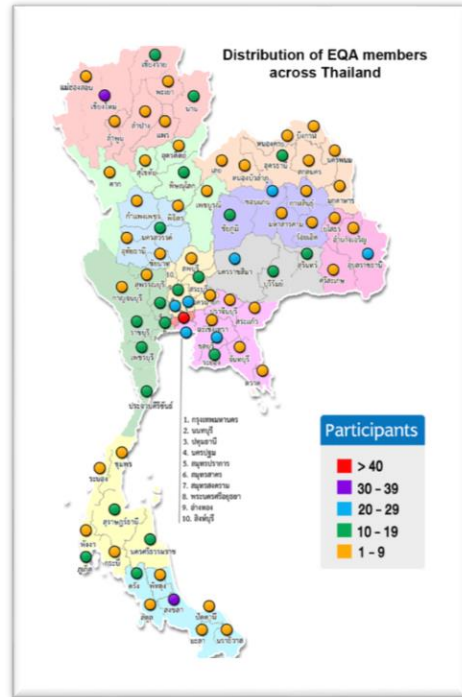 Distribution of EQA members
across Thailand
เชียงราย
แม่ฮ่องสอน
พะเยา
เชียงใหม่
น่าน
ลำปาง
ลำพูน
แพร่
อุตรดิตถ์
บึงกาฬ
หนองคาย
สุโขทัย
เลย
อุดรธานี
นครพนม
ตาก
พิษณุโลก
หนองบัวลำภู
สกลนคร
เพชรบูรณ์
ขอนแก่น
กาฬสินธุ์
มุกดาหาร
กำแพงเพชร
พิจิตร
ชัยภูมิ
มหาสารคาม
นครสวรรค์
ร้อยเอ็ด
ยโสธร
อำนาจเจริญ
อุทัยธานี
ชัยนาท
นครราชสีมา
สุรินทร์
อุบลราชธานี
ลพบุรี
บุรีรัมย์
ศรีสะเกษ
กาญจนบุรี
สุพรรณบุรี
สระบุรี
ปราจีนบุรี
สระแก้ว
ฉะเชิงเทรา
ราชบุรี
ชลบุรี
เพชรบุรี
ระยอง
จันทบุรี
ตราด
ประจวบคีรีขันธ์
1. กรุงเทพมหานคร
2. นนทบุรี
3. ปทุมธานี
4. นครปฐม
5. สมุทรปราการ
6. สมุทรสาคร
7. สมุทรสงคราม
8. พระนครศรีอยุธยา
9. อ่างทอง
10. สิงห์บุรี
Participants
> 40
30 - 39
20 - 29
10 - 19
1 - 9
ชุมพร
ระนอง
สุราษฎร์ธานี
พังงา
นครศรีธรรมราช
ภูเก็ต
กระบี่
ตรัง
พัทลุง
สตูล
สงขลา
ปัตตานี
ยะลา
นราธิวาส